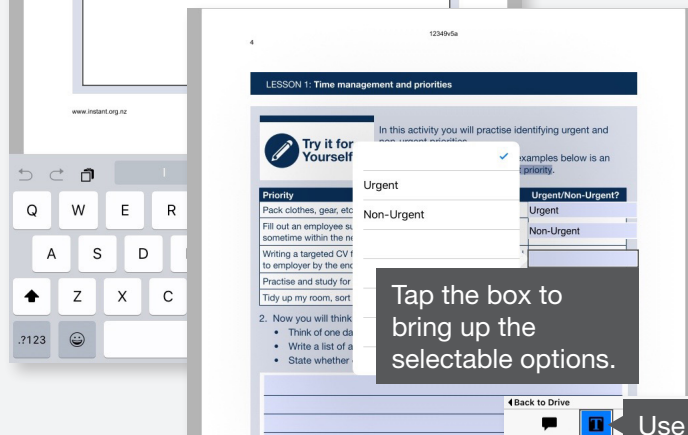 12349v5a
4
LESSON 1: Time management and priorities
www.instant.org.nz
Try it for
Yourself
In this activity you will practise identifying urgent and
non-urgent priorities
examples below is an
priority.
Urgent
Non-Urgent
Priority
Urgent/Non-Urgent?
Pack clothes, gear, etc
Urgent
Fill out an employee su
sometime within the ne
Non-Urgent
Writing a targeted CV f
to employer by the end
Practise and study for
Tidy up my room, sort
Tap the box to
bring up the
selectable options.
2. Now you will think
• Think of one da
• Write a list of a
• State whether
Q W E R
A S D
Z X C
.?123
Back to Drive
T
Use